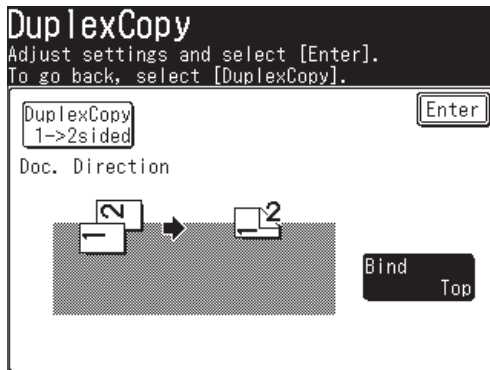 DuplexCopy
Adjust settings and select [Enter].
To go back, select [DuplexCopy].
DuplexCopy
1->2sided
Enter
Doc. Direction
1 2
1 2
Bind
Top